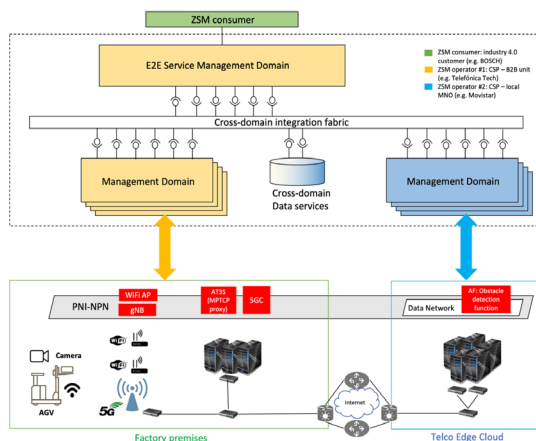 ZSM consumer
E2E Service Management Domain
ZSM consumer: industry 4.0
customer (e.g. BOSCH)
ZSM operator #1: CSP – B2B unit
(e.g. Telefónica Tech)
ZSM operator #2: CSP – local
MNO (e.g. Movistar)
Cross-domain integration fabric
Management Domain
Cross-domain
Data services
Management Domain
PNI-NPN
WiFi AP
gNB
AT3S
(MPTCP
proxy)
5GC
Data Network
AF: Obstacle
detection
function
Camera
WiFi
WiFi
AGV
5G
Internet
Factory premises
Telco Edge Cloud